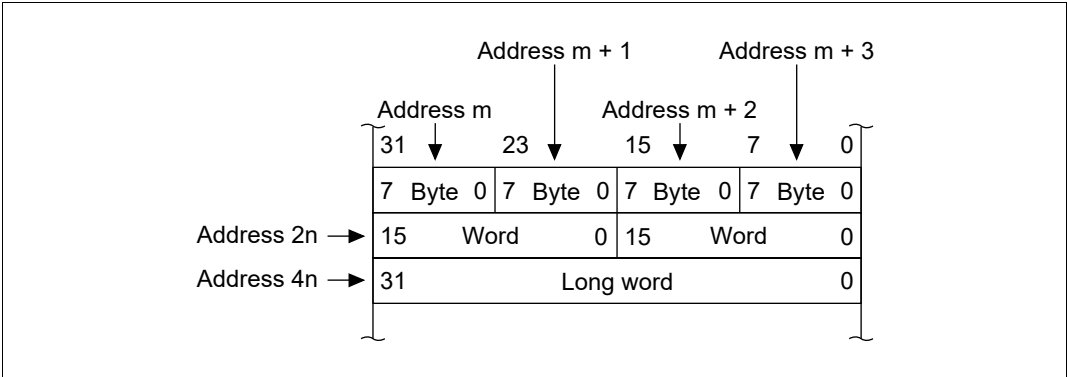 Address m + 1
Address m + 3
Address m
Address m + 2
31 23 15 7 0
7 Byte 0 7 Byte 0 7 Byte 0 7 Byte 0
Address 2n 15 Word 0 15 Word 0
Address 4n 31 Long word 0